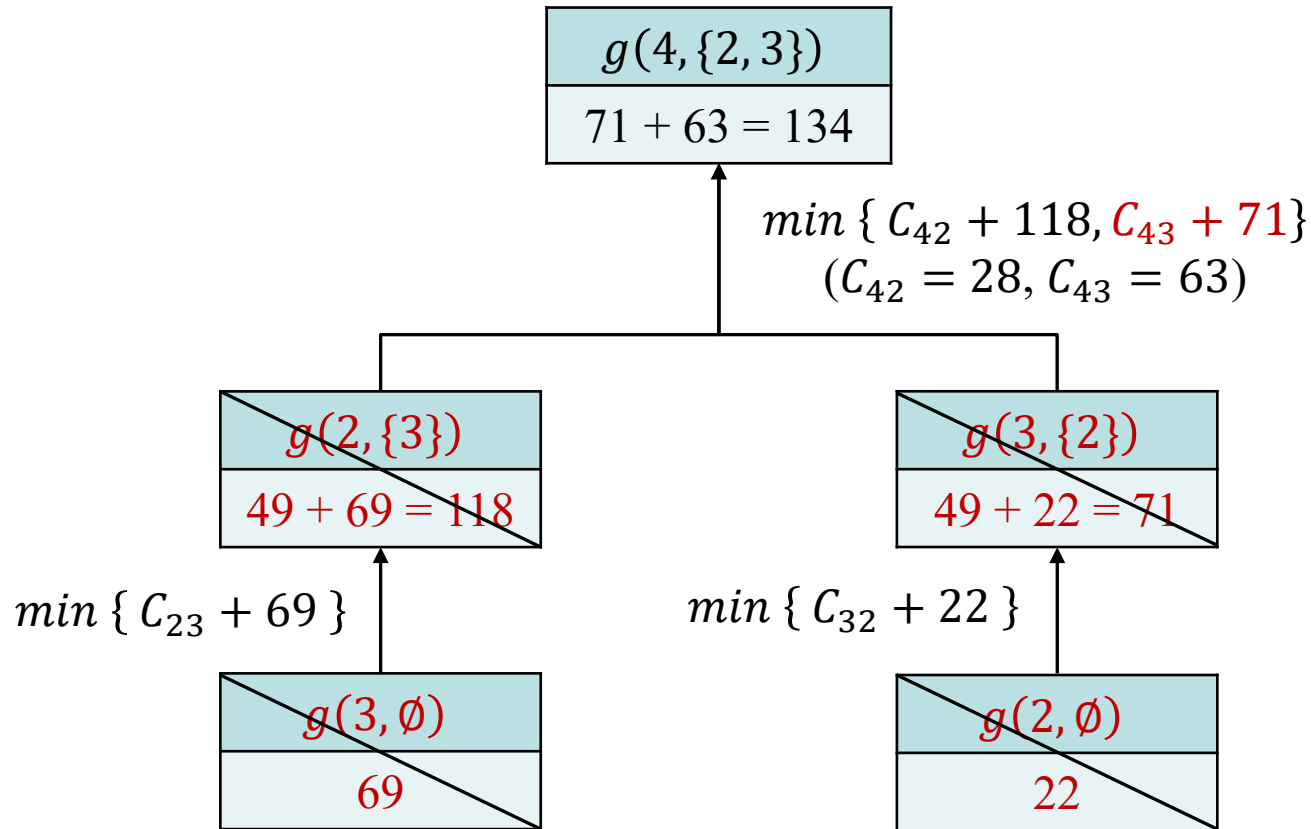 g(4, {2, 3})
71 + 63 = 134
min { C₄₂ + 118, C₄₃ + 71}
(C₄₂ = 28, C₄₃ = 63)
g(2, {3})
49 + 69 = 118
g(3, {2})
49 + 22 = 71
min { C₂₃ + 69 }
min { C₃₂ + 22 }
g(3, ∅)
69
g(2, ∅)
22